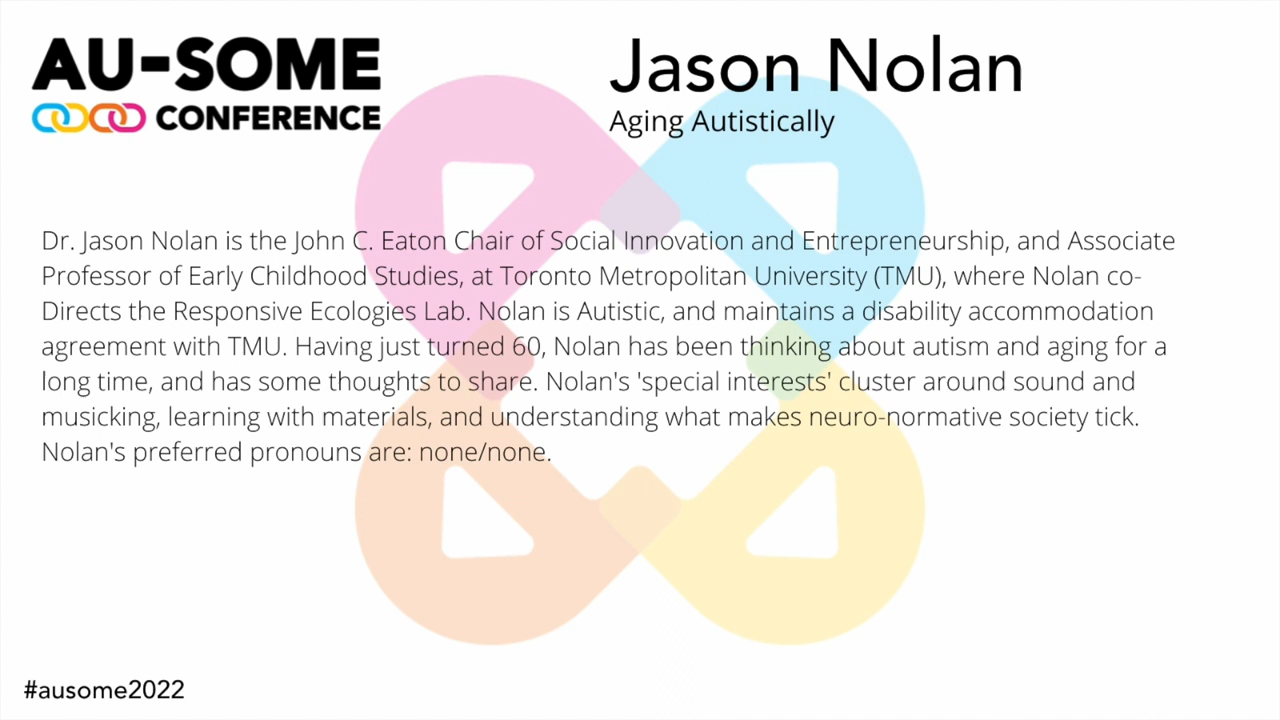 AU-SOME
CONFERENCE
Jason Nolan
Aging Autistically
Dr. Jason Nolan is the John C. Eaton Chair of Social Innovation and Entrepreneurship, and Associate
Professor of Early Childhood Studies, at Toronto Metropolitan University (TMU), where Nolan co-
Directs the Responsive Ecologies Lab. Nolan is Autistic, and maintains a disability accommodation
agreement with TMU. Having just turned 60, Nolan has been thinking about autism and aging for a
long time, and has some thoughts to share. Nolan's 'special interests' cluster around sound and
musicking, learning with materials, and understanding what makes neuro-normative society tick.
Nolan's preferred pronouns are: none/none.
#ausome2022